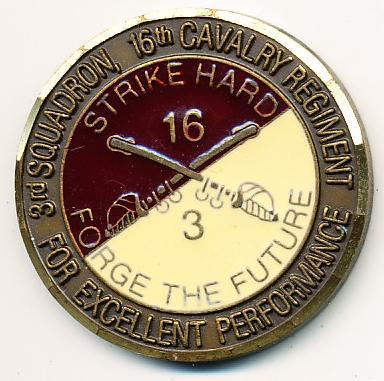 3rd SQUADRON, 16th CAVALRY REGIMENT
STRIKE HARD
16
3
FORGE THE FUTURE
FOR EXCELLENT PERFORMANCE